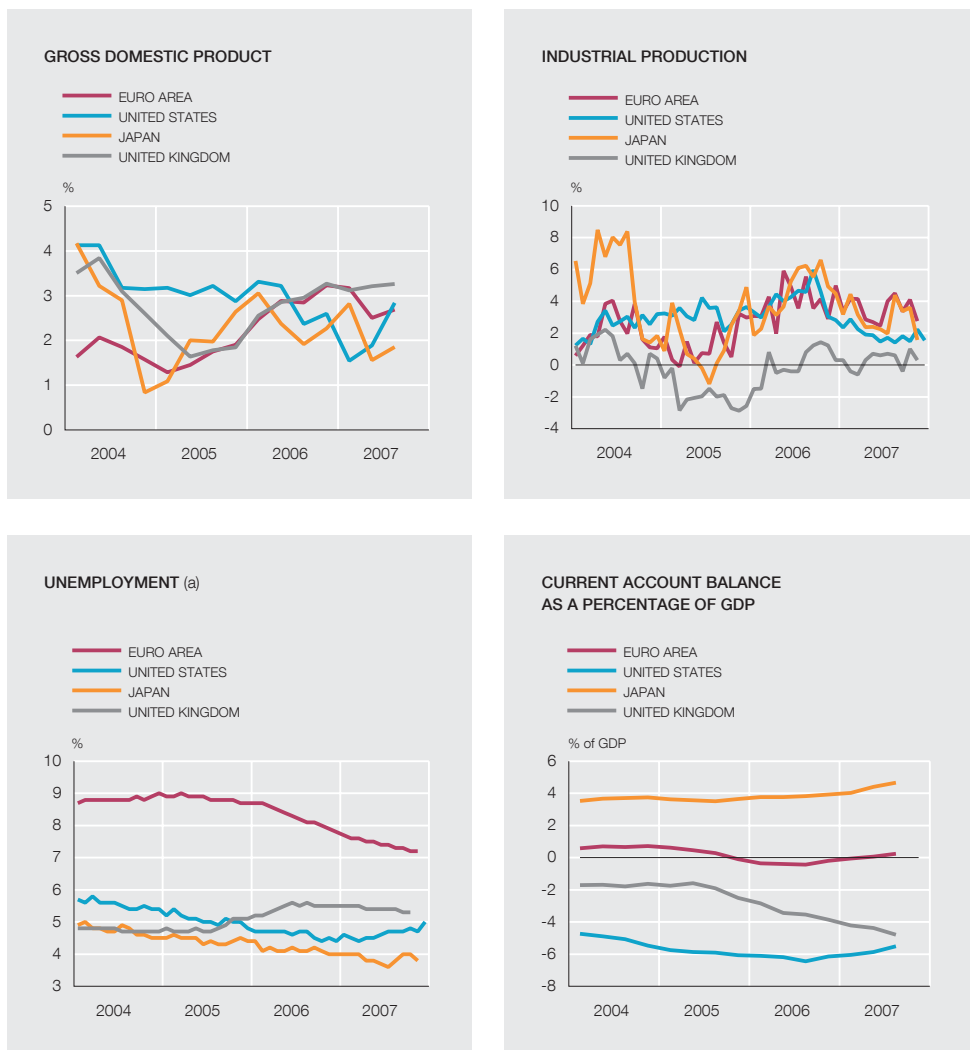 GROSS DOMESTIC PRODUCT
EURO AREA
UNITED STATES
JAPAN
UNITED KINGDOM
%
5
4
3
2
1
0
2004 2005 2006 2007
INDUSTRIAL PRODUCTION
EURO AREA
UNITED STATES
JAPAN
UNITED KINGDOM
%
10
8
6
4
2
0
-2
-4
2004 2005 2006 2007
UNEMPLOYMENT (a)
EURO AREA
UNITED STATES
JAPAN
UNITED KINGDOM
%
10
9
8
7
6
5
4
3
2004 2005 2006 2007
CURRENT ACCOUNT BALANCE
AS A PERCENTAGE OF GDP
EURO AREA
UNITED STATES
JAPAN
UNITED KINGDOM
% of GDP
6
4
2
0
-2
-4
-6
-8
2004 2005 2006 2007